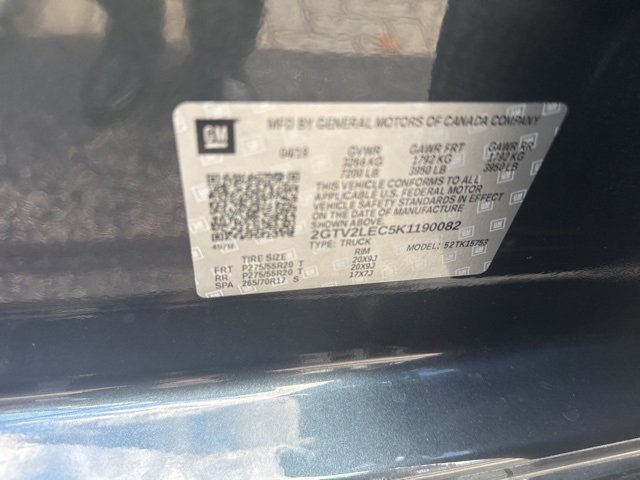 GM
MFD BY GENERAL MOTORS OF CANADA COMPANY
GVWR GAWR FRT GAWR RR
KG 1792 KG 1792 KG
LB 3950 LB 3950 LB
THIS VEHICLE CONFORMS TO ALL
APPLICABLE U.S. FEDERAL MOTOR
VEHICLE SAFETY STANDARDS IN EFFECT
ON THE DATE OF MANUFACTURE
SHOWN ABOVE
2GTV2LEC5K1190082
TYPE: TRUCK MODEL: 52TK15753
TIRE SIZE RIM
FRT P275/55R20 T 20X9J
RR P275/55R20 T 20X9J
SPA 265/70R17 S 17X7J